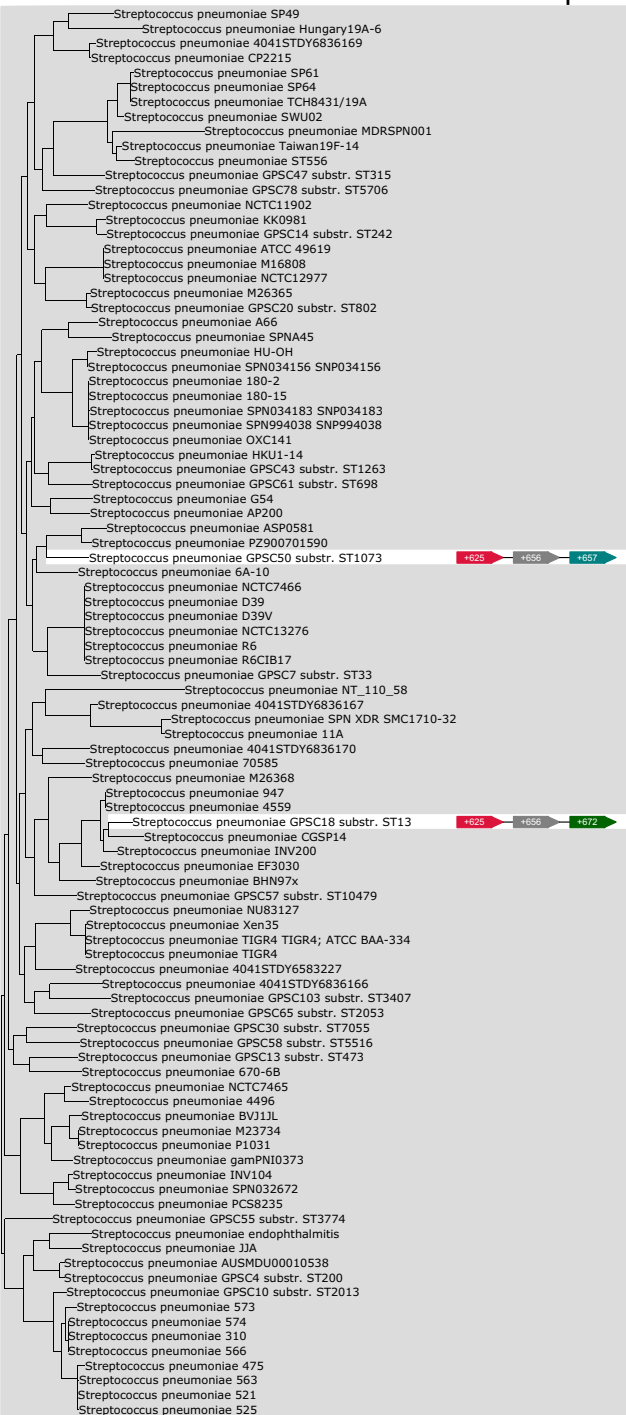 Streptococcus pneumoniae SP49
Streptococcus pneumoniae Hungary19A-6
Streptococcus pneumoniae 4041STDY6836169
Streptococcus pneumoniae CP2215
Streptococcus pneumoniae SP61
Streptococcus pneumoniae SP64
Streptococcus pneumoniae TCH8431/19A
Streptococcus pneumoniae SWU02
Streptococcus pneumoniae MDRSPN001
Streptococcus pneumoniae Taiwan19F-14
Streptococcus pneumoniae ST556
Streptococcus pneumoniae GPSC47 substr. ST315
Streptococcus pneumoniae GPSC78 substr. ST5706
Streptococcus pneumoniae NCTC11902
Streptococcus pneumoniae KK0981
Streptococcus pneumoniae GPSC14 substr. ST242
Streptococcus pneumoniae ATCC 49619
Streptococcus pneumoniae M16808
Streptococcus pneumoniae NCTC12977
Streptococcus pneumoniae M26365
Streptococcus pneumoniae GPSC20 substr. ST802
Streptococcus pneumoniae A66
Streptococcus pneumoniae SPNA45
Streptococcus pneumoniae HU-OH
Streptococcus pneumoniae SPN034156 SNP034156
Streptococcus pneumoniae 180-2
Streptococcus pneumoniae 180-15
Streptococcus pneumoniae SPN034183 SNP034183
Streptococcus pneumoniae SPN994038 SNP994038
Streptococcus pneumoniae OXC141
Streptococcus pneumoniae HKU1-14
Streptococcus pneumoniae GPSC43 substr. ST1263
Streptococcus pneumoniae GPSC61 substr. ST698
Streptococcus pneumoniae G54
Streptococcus pneumoniae AP200
Streptococcus pneumoniae ASP0581
Streptococcus pneumoniae PZ900701590
Streptococcus pneumoniae GPSC50 substr. ST1073 +625 +656 +657
Streptococcus pneumoniae 6A-10
Streptococcus pneumoniae NCTC7466
Streptococcus pneumoniae D39
Streptococcus pneumoniae D39V
Streptococcus pneumoniae NCTC13276
Streptococcus pneumoniae R6
Streptococcus pneumoniae R6CIB17
Streptococcus pneumoniae GPSC7 substr. ST33
Streptococcus pneumoniae NT_110_58
Streptococcus pneumoniae 4041STDY6836167
Streptococcus pneumoniae SPN XDR SMC1710-32
Streptococcus pneumoniae 11A
Streptococcus pneumoniae 4041STDY6836170
Streptococcus pneumoniae 70585
Streptococcus pneumoniae M26368
Streptococcus pneumoniae 947
Streptococcus pneumoniae 4559
Streptococcus pneumoniae GPSC18 substr. ST13 +625 +656 +672
Streptococcus pneumoniae CGSP14
Streptococcus pneumoniae INV200
Streptococcus pneumoniae EF3030
Streptococcus pneumoniae BHN97x
Streptococcus pneumoniae GPSC57 substr. ST10479
Streptococcus pneumoniae NU83127
Streptococcus pneumoniae Xen35
Streptococcus pneumoniae TIGR4 TIGR4; ATCC BAA-334
Streptococcus pneumoniae TIGR4
Streptococcus pneumoniae 4041STDY6583227
Streptococcus pneumoniae 4041STDY6836166
Streptococcus pneumoniae GPSC103 substr. ST3407
Streptococcus pneumoniae GPSC65 substr. ST2053
Streptococcus pneumoniae GPSC30 substr. ST7055
Streptococcus pneumoniae GPSC58 substr. ST5516
Streptococcus pneumoniae GPSC13 substr. ST473
Streptococcus pneumoniae 670-6B
Streptococcus pneumoniae NCTC7465
Streptococcus pneumoniae 4496
Streptococcus pneumoniae BVJ1JL
Streptococcus pneumoniae M23734
Streptococcus pneumoniae P1031
Streptococcus pneumoniae gamPNI0373
Streptococcus pneumoniae INV104
Streptococcus pneumoniae SPN032672
Streptococcus pneumoniae PCS8235
Streptococcus pneumoniae GPSC55 substr. ST3774
Streptococcus pneumoniae endophthalmitis
Streptococcus pneumoniae JJA
Streptococcus pneumoniae AUSMDU00010538
Streptococcus pneumoniae GPSC4 substr. ST200
Streptococcus pneumoniae GPSC10 substr. ST2013
Streptococcus pneumoniae 573
Streptococcus pneumoniae 574
Streptococcus pneumoniae 310
Streptococcus pneumoniae 566
Streptococcus pneumoniae 475
Streptococcus pneumoniae 563
Streptococcus pneumoniae 521
Streptococcus pneumoniae 525